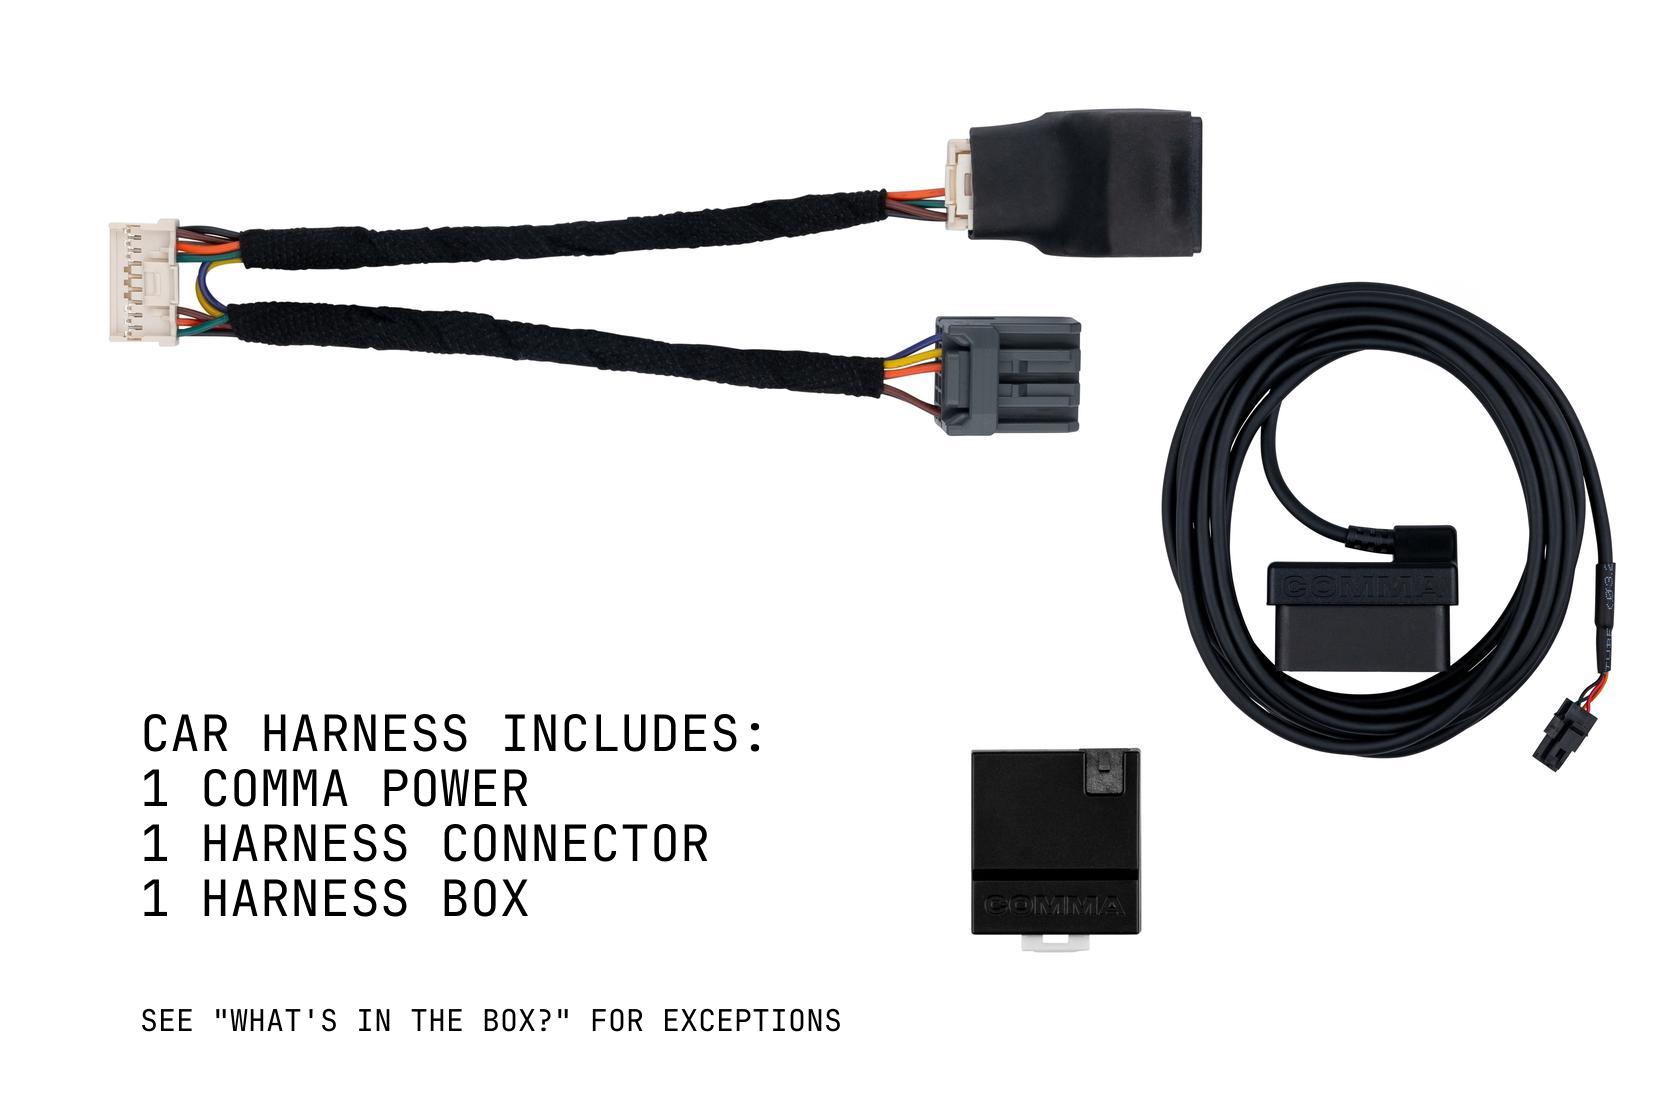 COMMA
CAR HARNESS INCLUDES:
1 COMMA POWER
1 HARNESS CONNECTOR
1 HARNESS BOX
COMMA
SEE "WHAT'S IN THE BOX?" FOR EXCEPTIONS